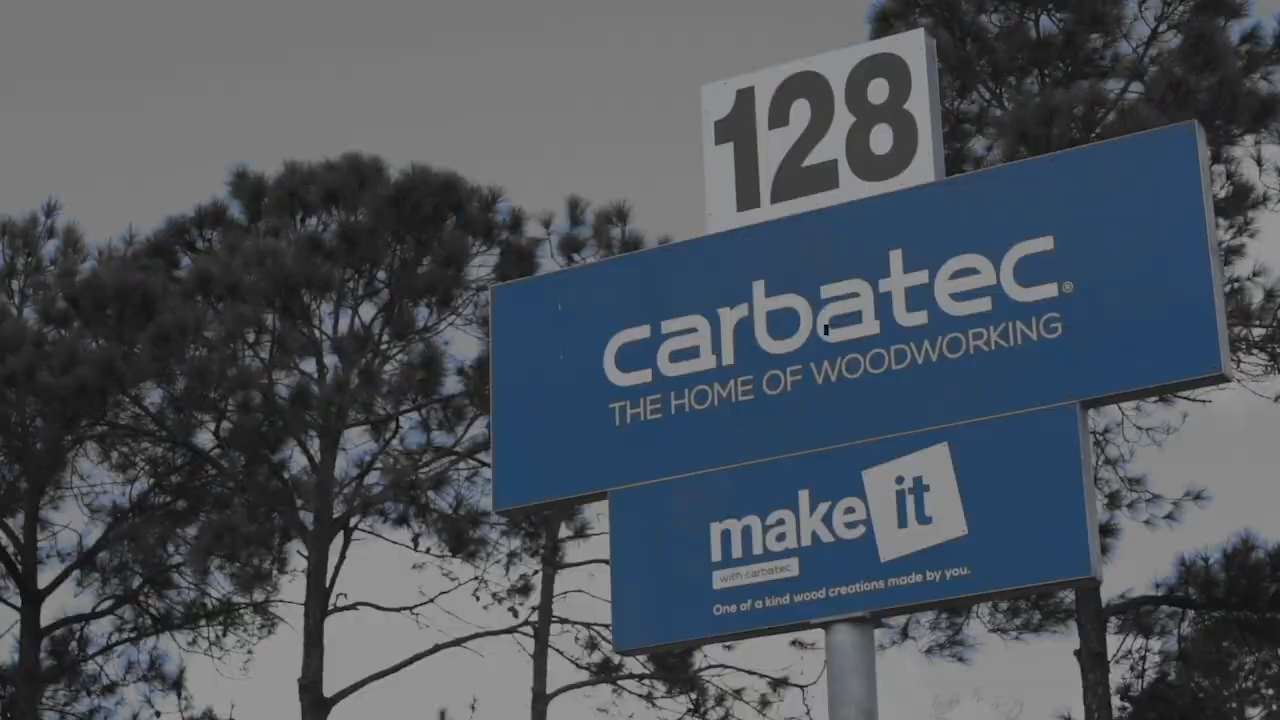 128
carbatec®
THE HOME OF WOODWORKING
make it
with carbatec
One of a kind wood creations made by you.